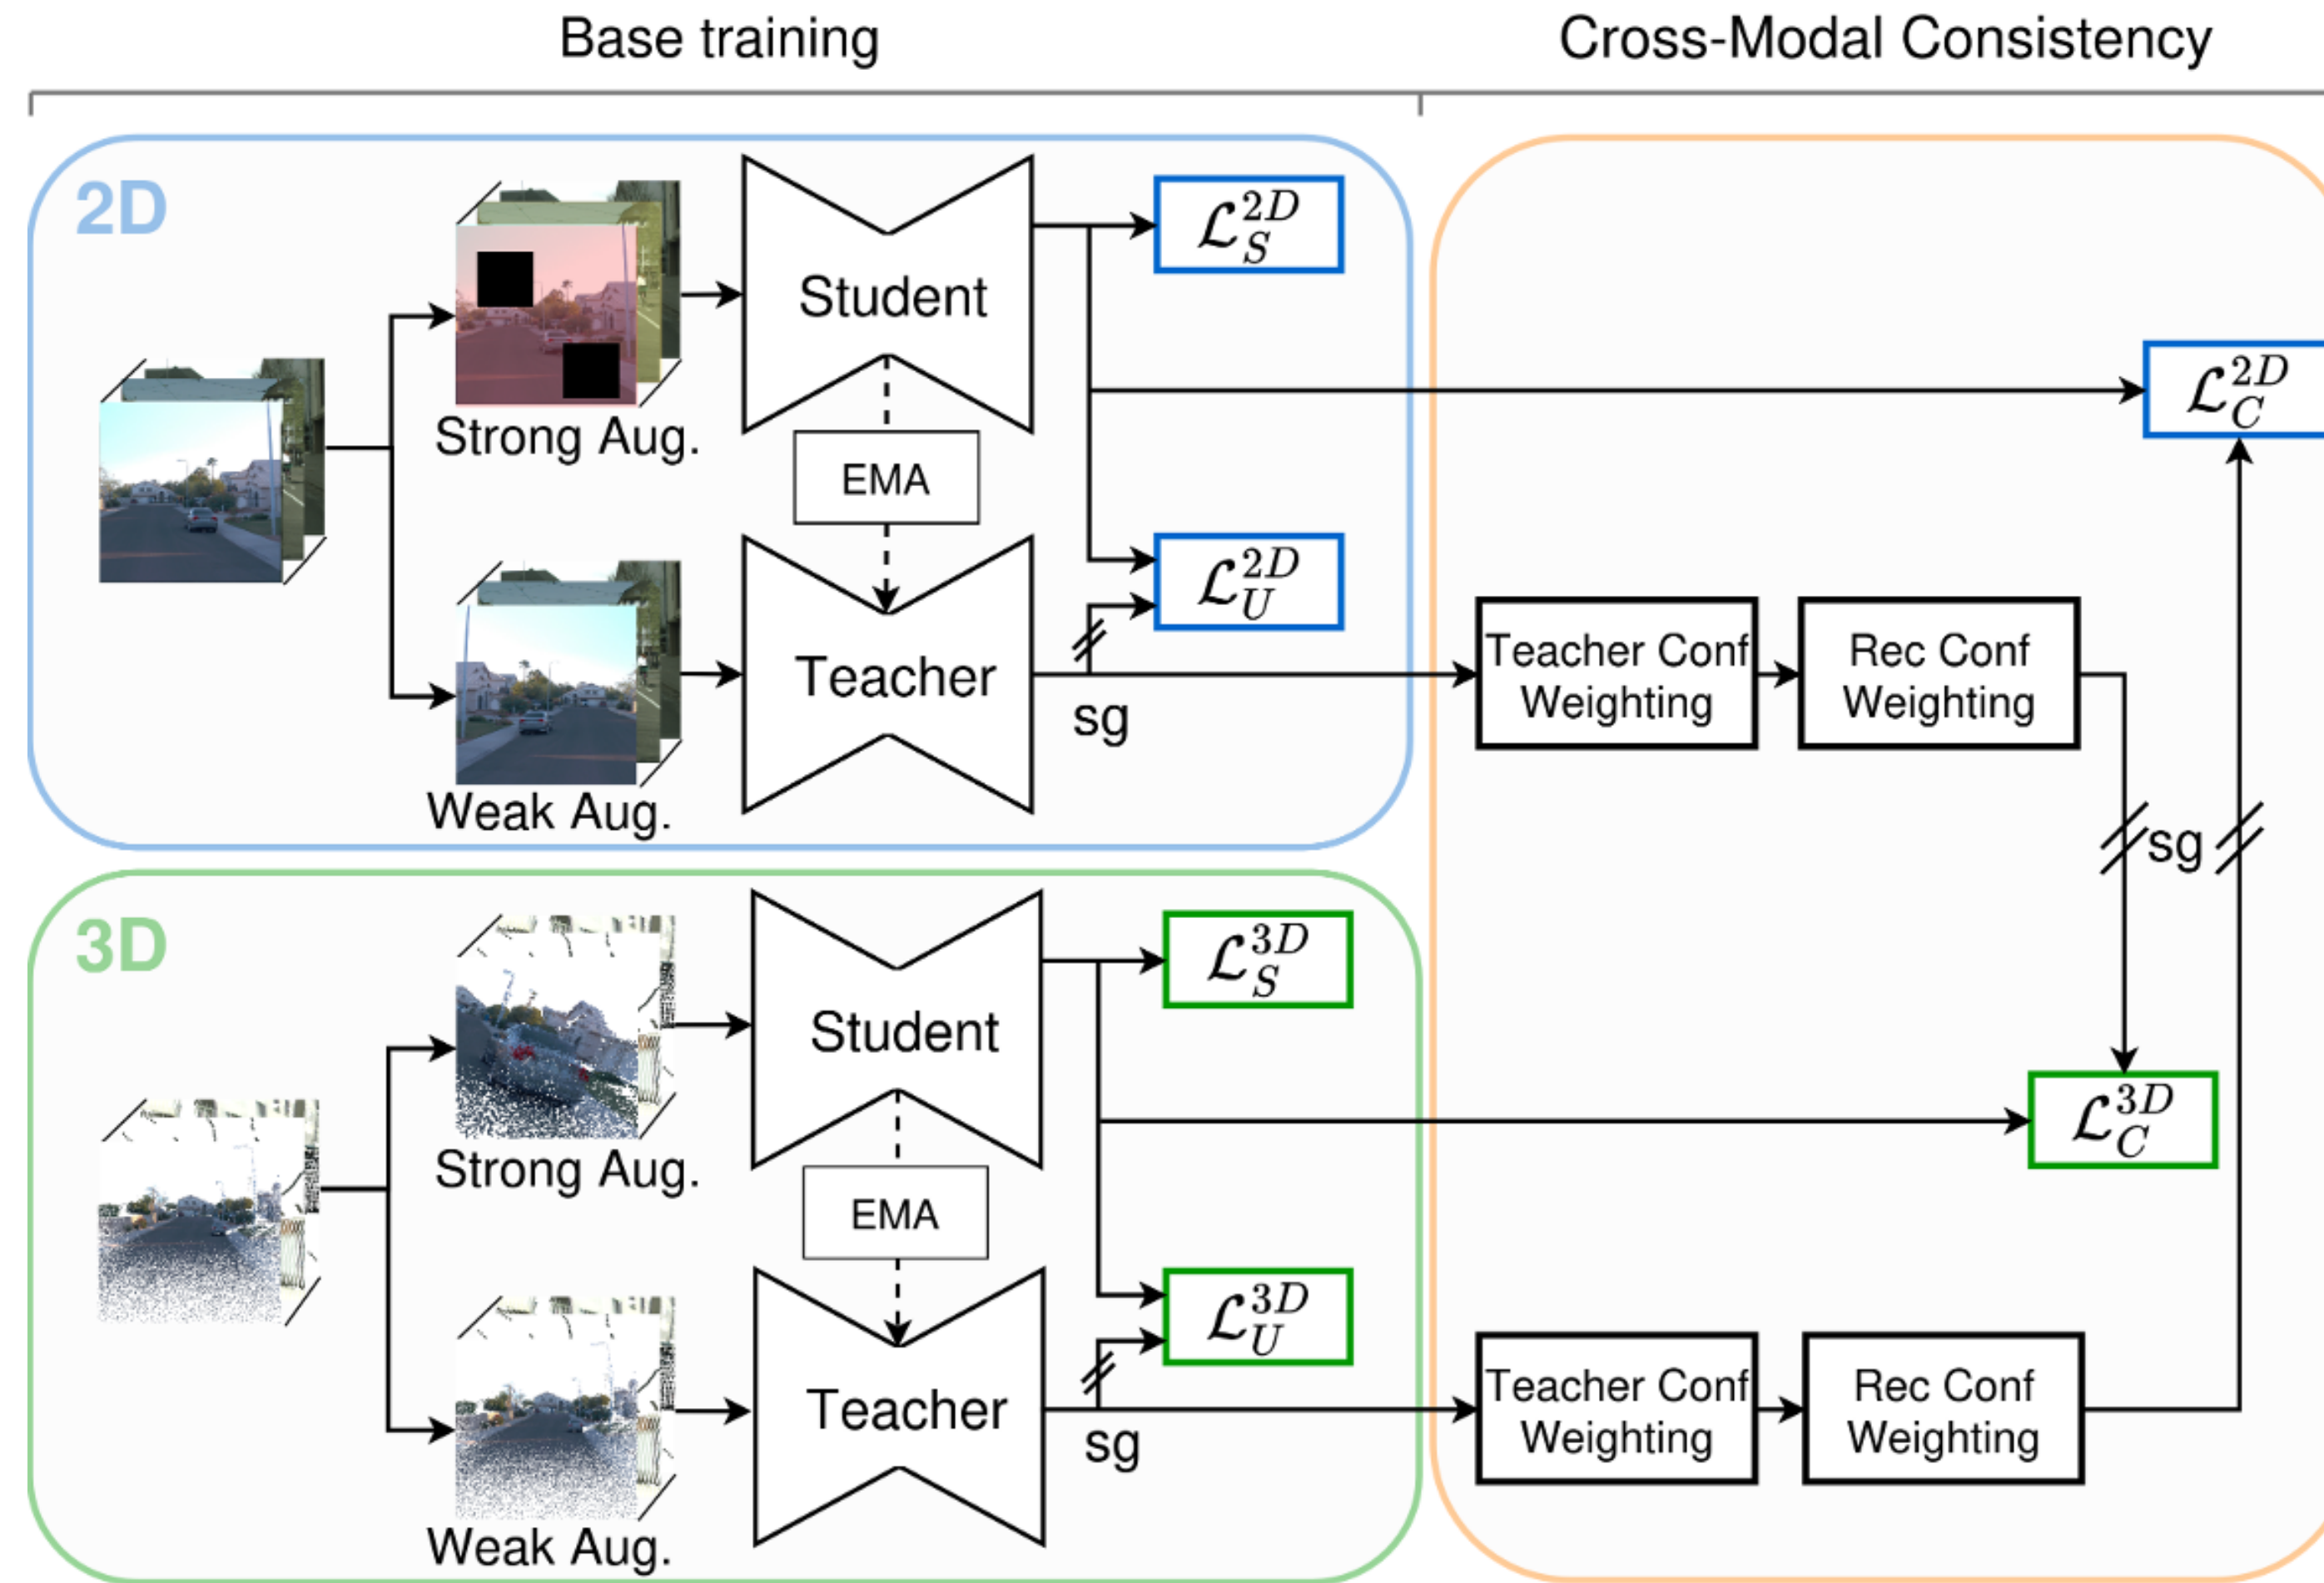 Base training
Cross-Modal Consistency
2D
Strong Aug.
Student
EMA
Teacher
Weak Aug.
sg
ℒ_S^{2D}
ℒ_U^{2D}
ℒ_C^{2D}
Teacher Conf
Weighting
Rec Conf
Weighting
sg
3D
Strong Aug.
Student
EMA
Teacher
Weak Aug.
sg
ℒ_S^{3D}
ℒ_U^{3D}
ℒ_C^{3D}
Teacher Conf
Weighting
Rec Conf
Weighting